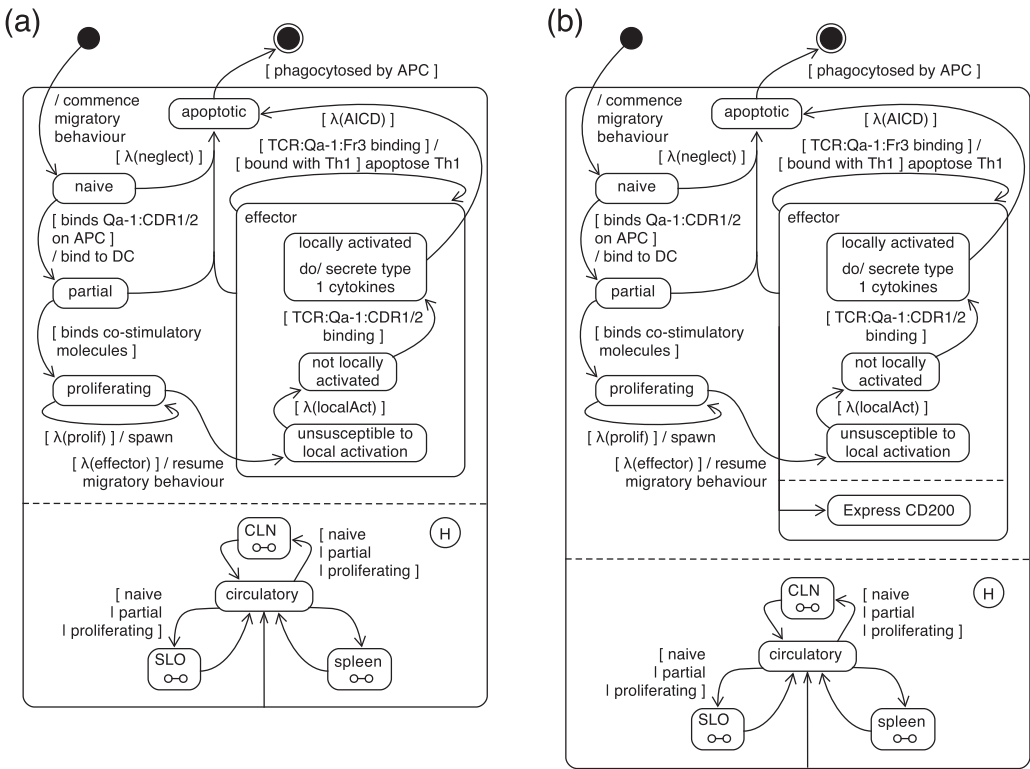 (a)
[ phagocytosed by APC ]
/ commence
migratory
behaviour
apoptotic
[ λ(AICD) ]
[ λ(neglect) ]
[ TCR:Qa-1:Fr3 binding ] /
[ bound with Th1 ] apoptose Th1
naive
effector
[ binds Qa-1:CDR1/2
on APC ]
/ bind to DC
locally activated
do/ secrete type
1 cytokines
partial
[ TCR:Qa-1:CDR1/2
binding ]
[ binds co-stimulatory
molecules ]
not locally
activated
proliferating
[ λ(localAct) ]
[ λ(prolif) ] / spawn
unsusceptible to
local activation
[ λ(effector) ] / resume
migratory behaviour
CLN
[ naive
| partial
| proliferating ]
H
circulatory
[ naive
| partial
| proliferating ]
SLO
spleen
(b)
[ phagocytosed by APC ]
/ commence
migratory
behaviour
apoptotic
[ λ(AICD) ]
[ λ(neglect) ]
[ TCR:Qa-1:Fr3 binding ] /
[ bound with Th1 ] apoptose Th1
naive
effector
[ binds Qa-1:CDR1/2
on APC ]
/ bind to DC
locally activated
do/ secrete type
1 cytokines
partial
[ TCR:Qa-1:CDR1/2
binding ]
[ binds co-stimulatory
molecules ]
not locally
activated
proliferating
[ λ(localAct) ]
[ λ(prolif) ] / spawn
unsusceptible to
local activation
[ λ(effector) ] / resume
migratory behaviour
Express CD200
CLN
[ naive
| partial
| proliferating ]
H
circulatory
[ naive
| partial
| proliferating ]
SLO
spleen